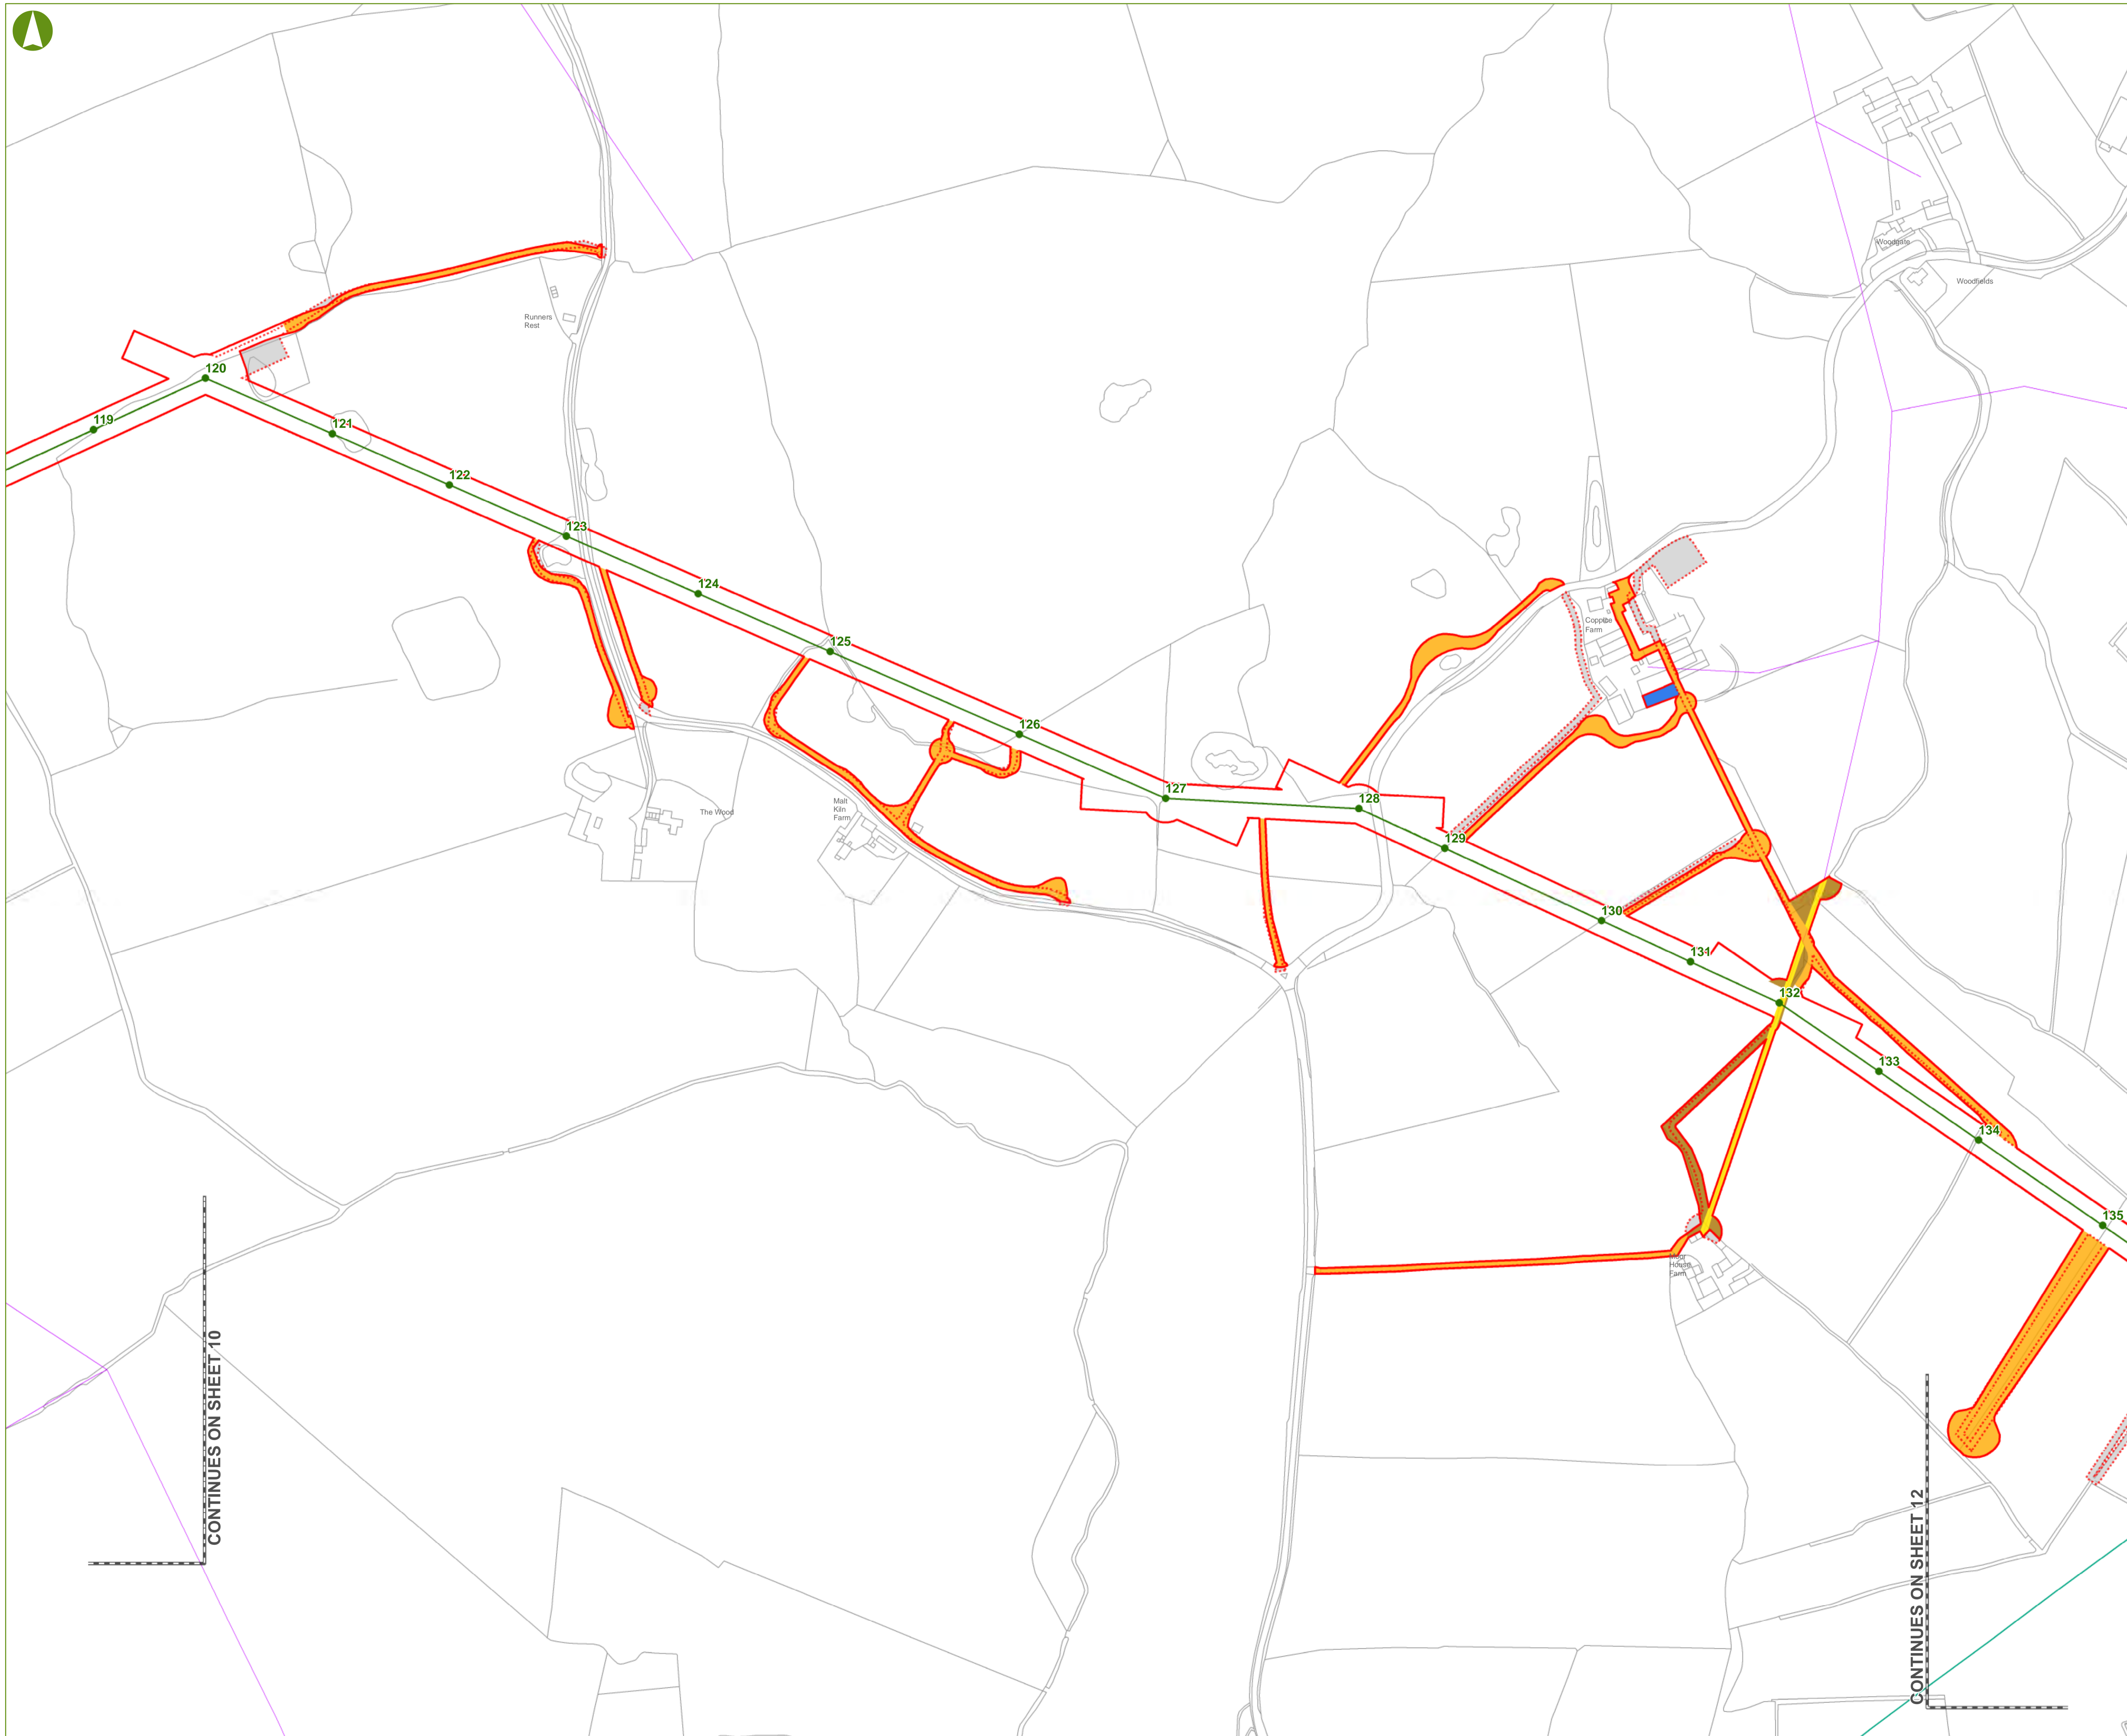 Woodgate
Woodfields
Runners
Rest
120
119
121
122
123
124
125
126
127
128
129
130
131
132
133
134
135
Coppice
Farm
Malt
Kiln
Farm
The Wood
Moor
House
Farm
CONTINUES ON SHEET 10
CONTINUES ON SHEET 12